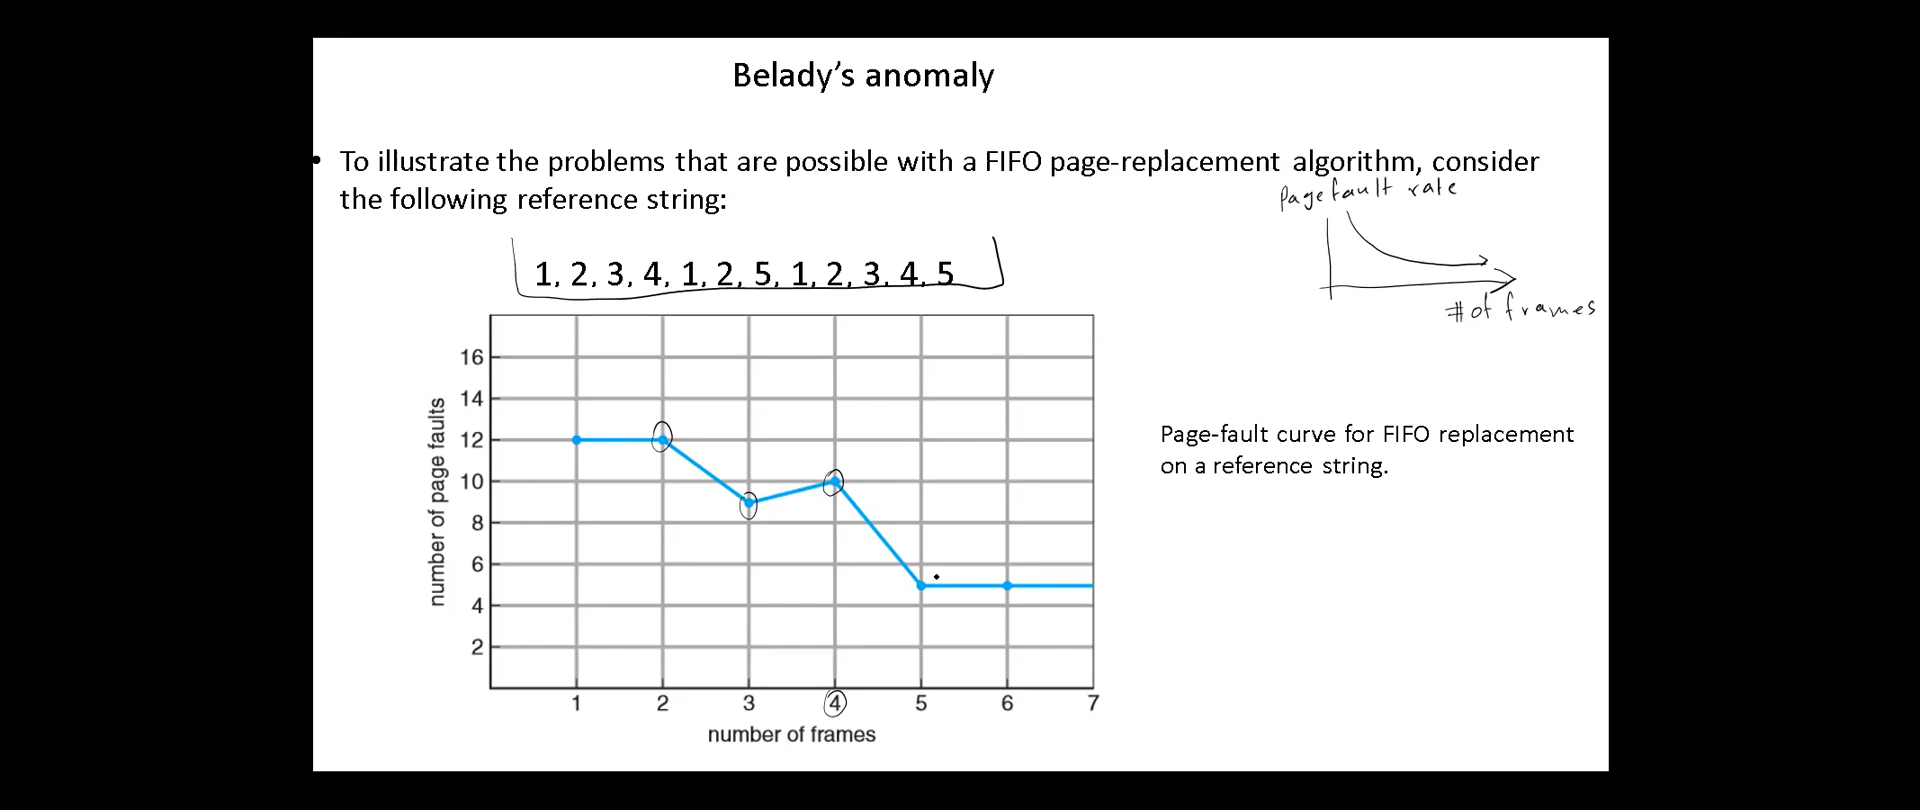 Belady's anomaly
• To illustrate the problems that are possible with a FIFO page-replacement algorithm, consider
the following reference string:
Page fault rate
1, 2, 3, 4, 1, 2, 5, 1, 2, 3, 4, 5
# of frames
16
14
12
10
8
6
4
2
number of page faults
1 2 3 4 5 6 7
number of frames
Page-fault curve for FIFO replacement
on a reference string.